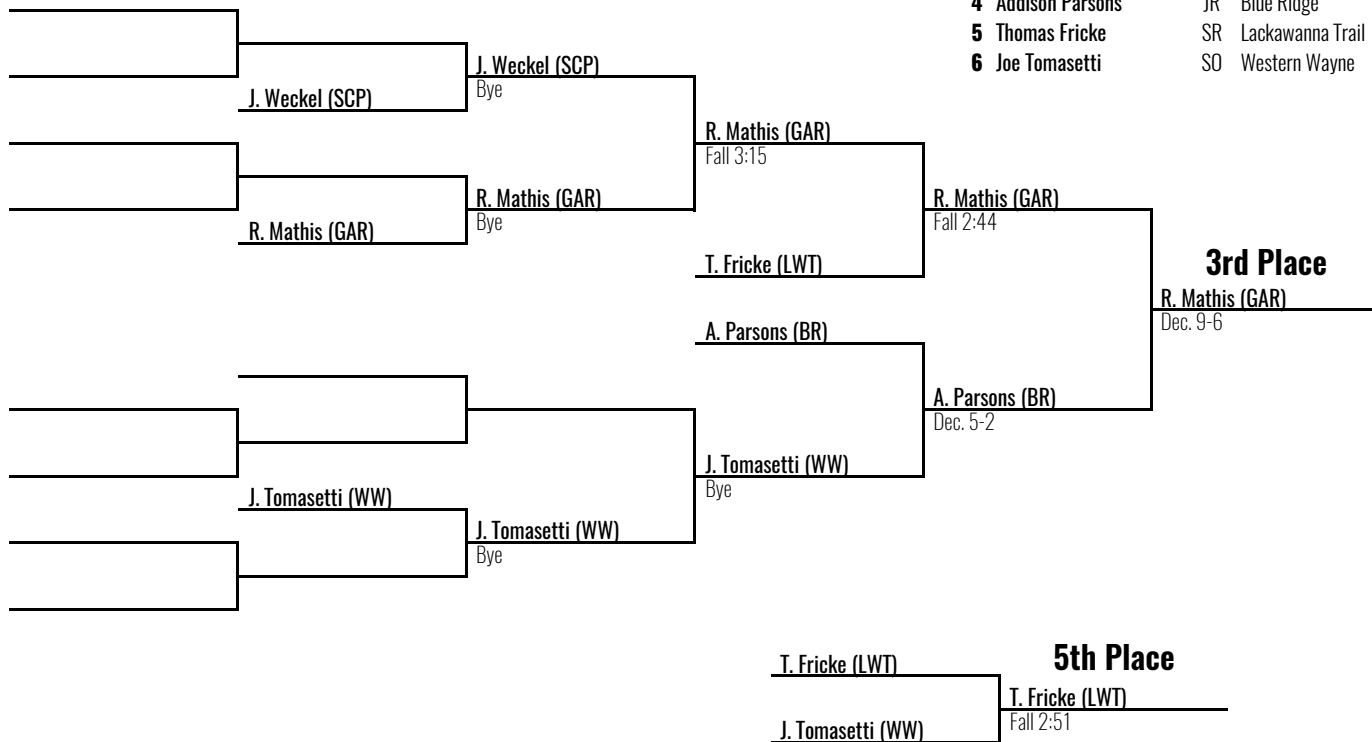 4 Addison Parsons JR Blue Ridge
5 Thomas Fricke SR Lackawanna Trail
6 Joe Tomasetti SO Western Wayne
J. Weckel (SCP)
J. Weckel (SCP)
Bye
R. Mathis (GAR)
Fall 3:15
R. Mathis (GAR)
R. Mathis (GAR)
Bye
R. Mathis (GAR)
Fall 2:44
T. Fricke (LWT)
3rd Place
R. Mathis (GAR)
Dec. 9-6
A. Parsons (BR)
A. Parsons (BR)
Dec. 5-2
J. Tomasetti (WW)
Bye
J. Tomasetti (WW)
J. Tomasetti (WW)
Bye
5th Place
T. Fricke (LWT)
T. Fricke (LWT)
Fall 2:51
J. Tomasetti (WW)